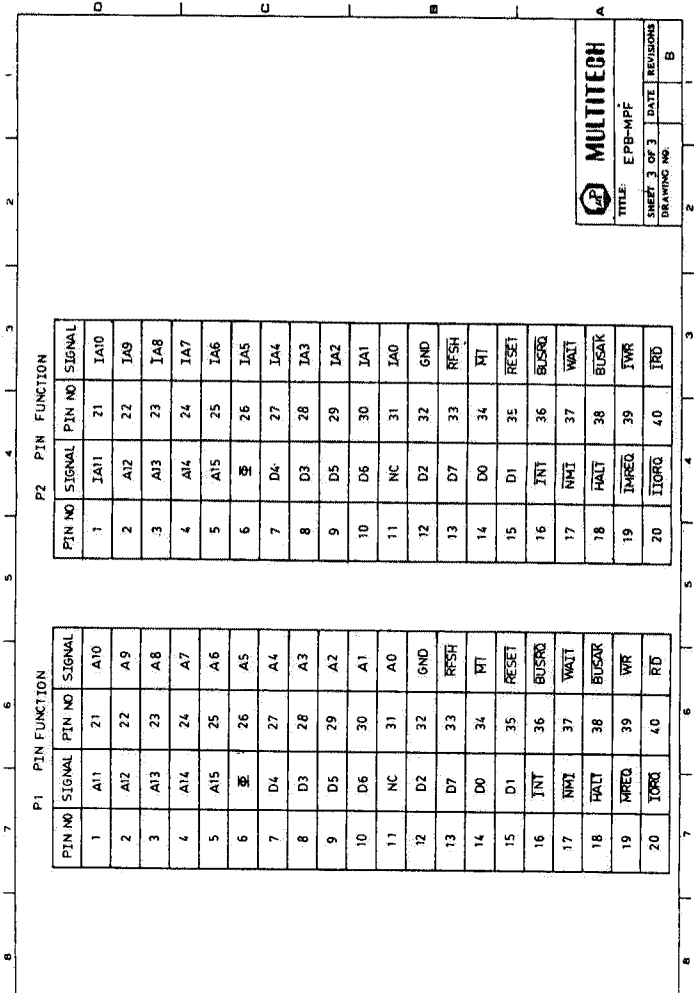 8 7 6 5 4 3 2 1
D
C
B
A
P1 PIN FUNCTION
PIN NO SIGNAL PIN NO SIGNAL
1 A11 21 A10
2 A12 22 A9
3 A13 23 A8
4 A14 24 A7
5 A15 25 A6
6 Φ 26 A5
7 D4 27 A4
8 D3 28 A3
9 D5 29 A2
10 D6 30 A1
11 NC 31 A0
12 D2 32 GND
13 D7 33 RFSH
14 D0 34 M1
15 D1 35 RESET
16 INT 36 BUSRQ
17 NMI 37 WAIT
18 HALT 38 BUSAK
19 MREQ 39 WR
20 IORQ 40 RD
P2 PIN FUNCTION
PIN NO SIGNAL PIN NO SIGNAL
1 IA11 21 IA10
2 A12 22 IA9
3 A13 23 IA8
4 A14 24 IA7
5 A15 25 IA6
6 Φ 26 IA5
7 D4 27 IA4
8 D3 28 IA3
9 D5 29 IA2
10 D6 30 IA1
11 NC 31 IA0
12 D2 32 GND
13 D7 33 RFSH
14 D0 34 M1
15 D1 35 RESET
16 INT 36 BUSRQ
17 NMI 37 WAIT
18 HALT 38 BUSAK
19 IMREQ 39 IWR
20 IIORQ 40 IRD
MULTITECH
TITLE: EPB-MPF
SHEET 3 OF 3 DATE REVISIONS
DRAWING NO. B
8 7 6 5 4 3 2